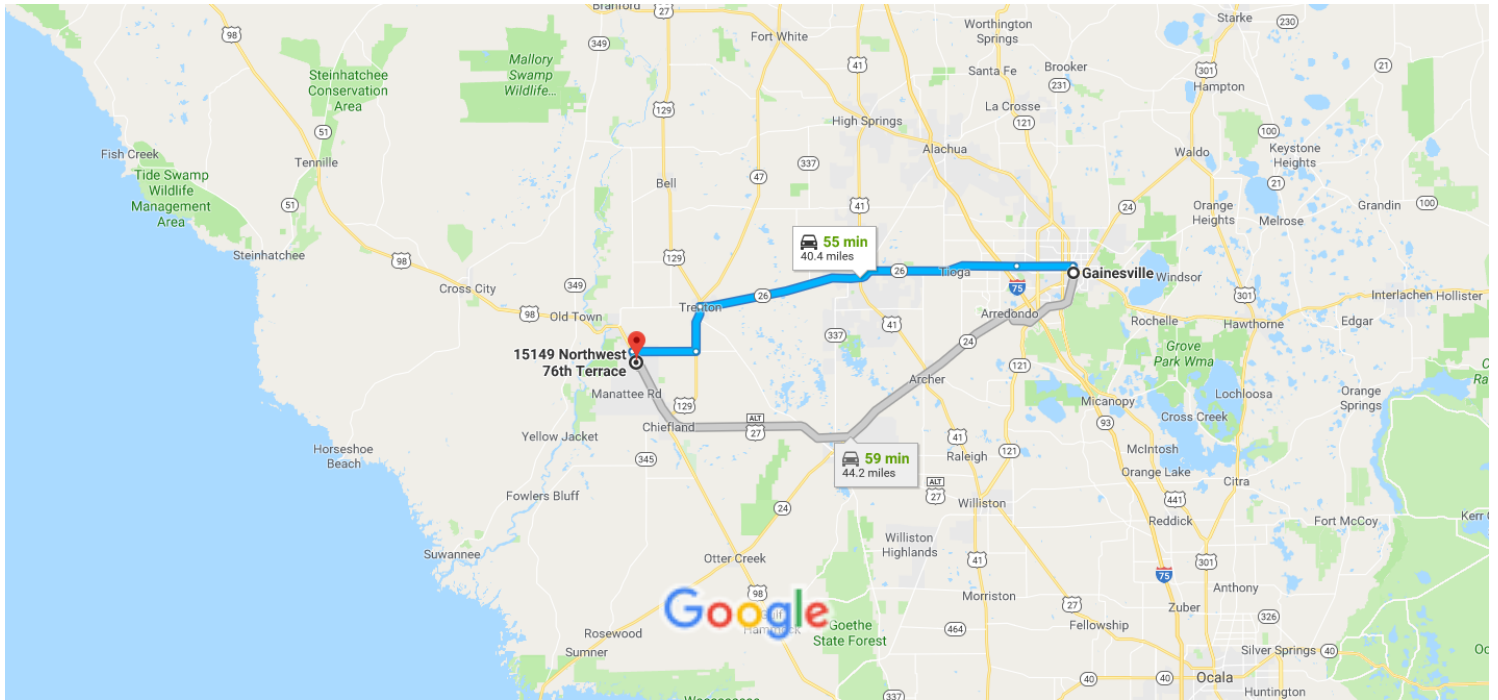 Branford
27
Starke
230
98
Worthington
Springs
Fort White
349
Mallory
Swamp
Wildlife...
41
301
21
Steinhatchee
Conservation
Area
Santa Fe
Brooker
231
Hampton
129
La Crosse
121
High Springs
51
100
Fish Creek
Tennille
Alachua
Waldo
Keystone
Heights
337
Tide Swamp
Wildlife
Management
Area
47
Bell
21
51
41
24
Orange
Heights
Melrose
Grandin
100
55 min
40.4 miles
Steinhatchee
98
129
26
Tioga
Gainesville
Windsor
Cross City
349
75
26
301
Interlachen
Hollister
98
Old Town
Trenton
Arredondo
Rochelle
Hawthorne
Edgar
337
41
24
15149 Northwest
76th Terrace
Grove
Park Wma
121
Archer
Manattee Rd
129
Micanopy
Lochloosa
Orange
Springs
ALT
27
Chiefland
93
Cross Creek
Yellow Jacket
41
Horseshoe
Beach
345
59 min
44.2 miles
Raleigh
121
McIntosh
Orange Lake
Citra
ALT
27
Fowlers Bluff
Williston
441
24
Reddick
Fort McCoy
Kerr
Williston
Highlands
Suwannee
Otter Creek
41
301
75
Anthony
98
Google
Morriston
27
Zuber
326
Goethe
State Forest
464
Fellowship
Rosewood
Sumner
Silver Springs
40
40
40
Ocala
337
41
Huntington